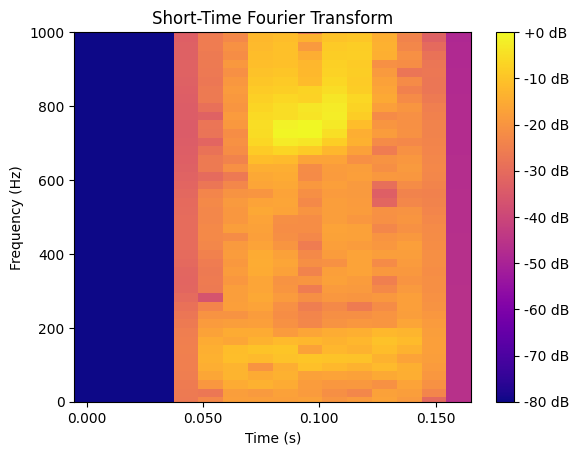 Short-Time Fourier Transform
1000
800
600
400
200
0
Frequency (Hz)
0.000
0.050
0.100
0.150
Time (s)
+0 dB
-10 dB
-20 dB
-30 dB
-40 dB
-50 dB
-60 dB
-70 dB
-80 dB